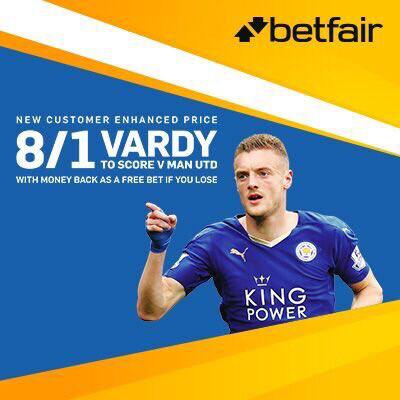 betfair
NEW CUSTOMER ENHANCED PRICE
8/1 VARDY
TO SCORE V MAN UTD
WITH MONEY BACK AS A FREE BET IF YOU LOSE
KING
POWER